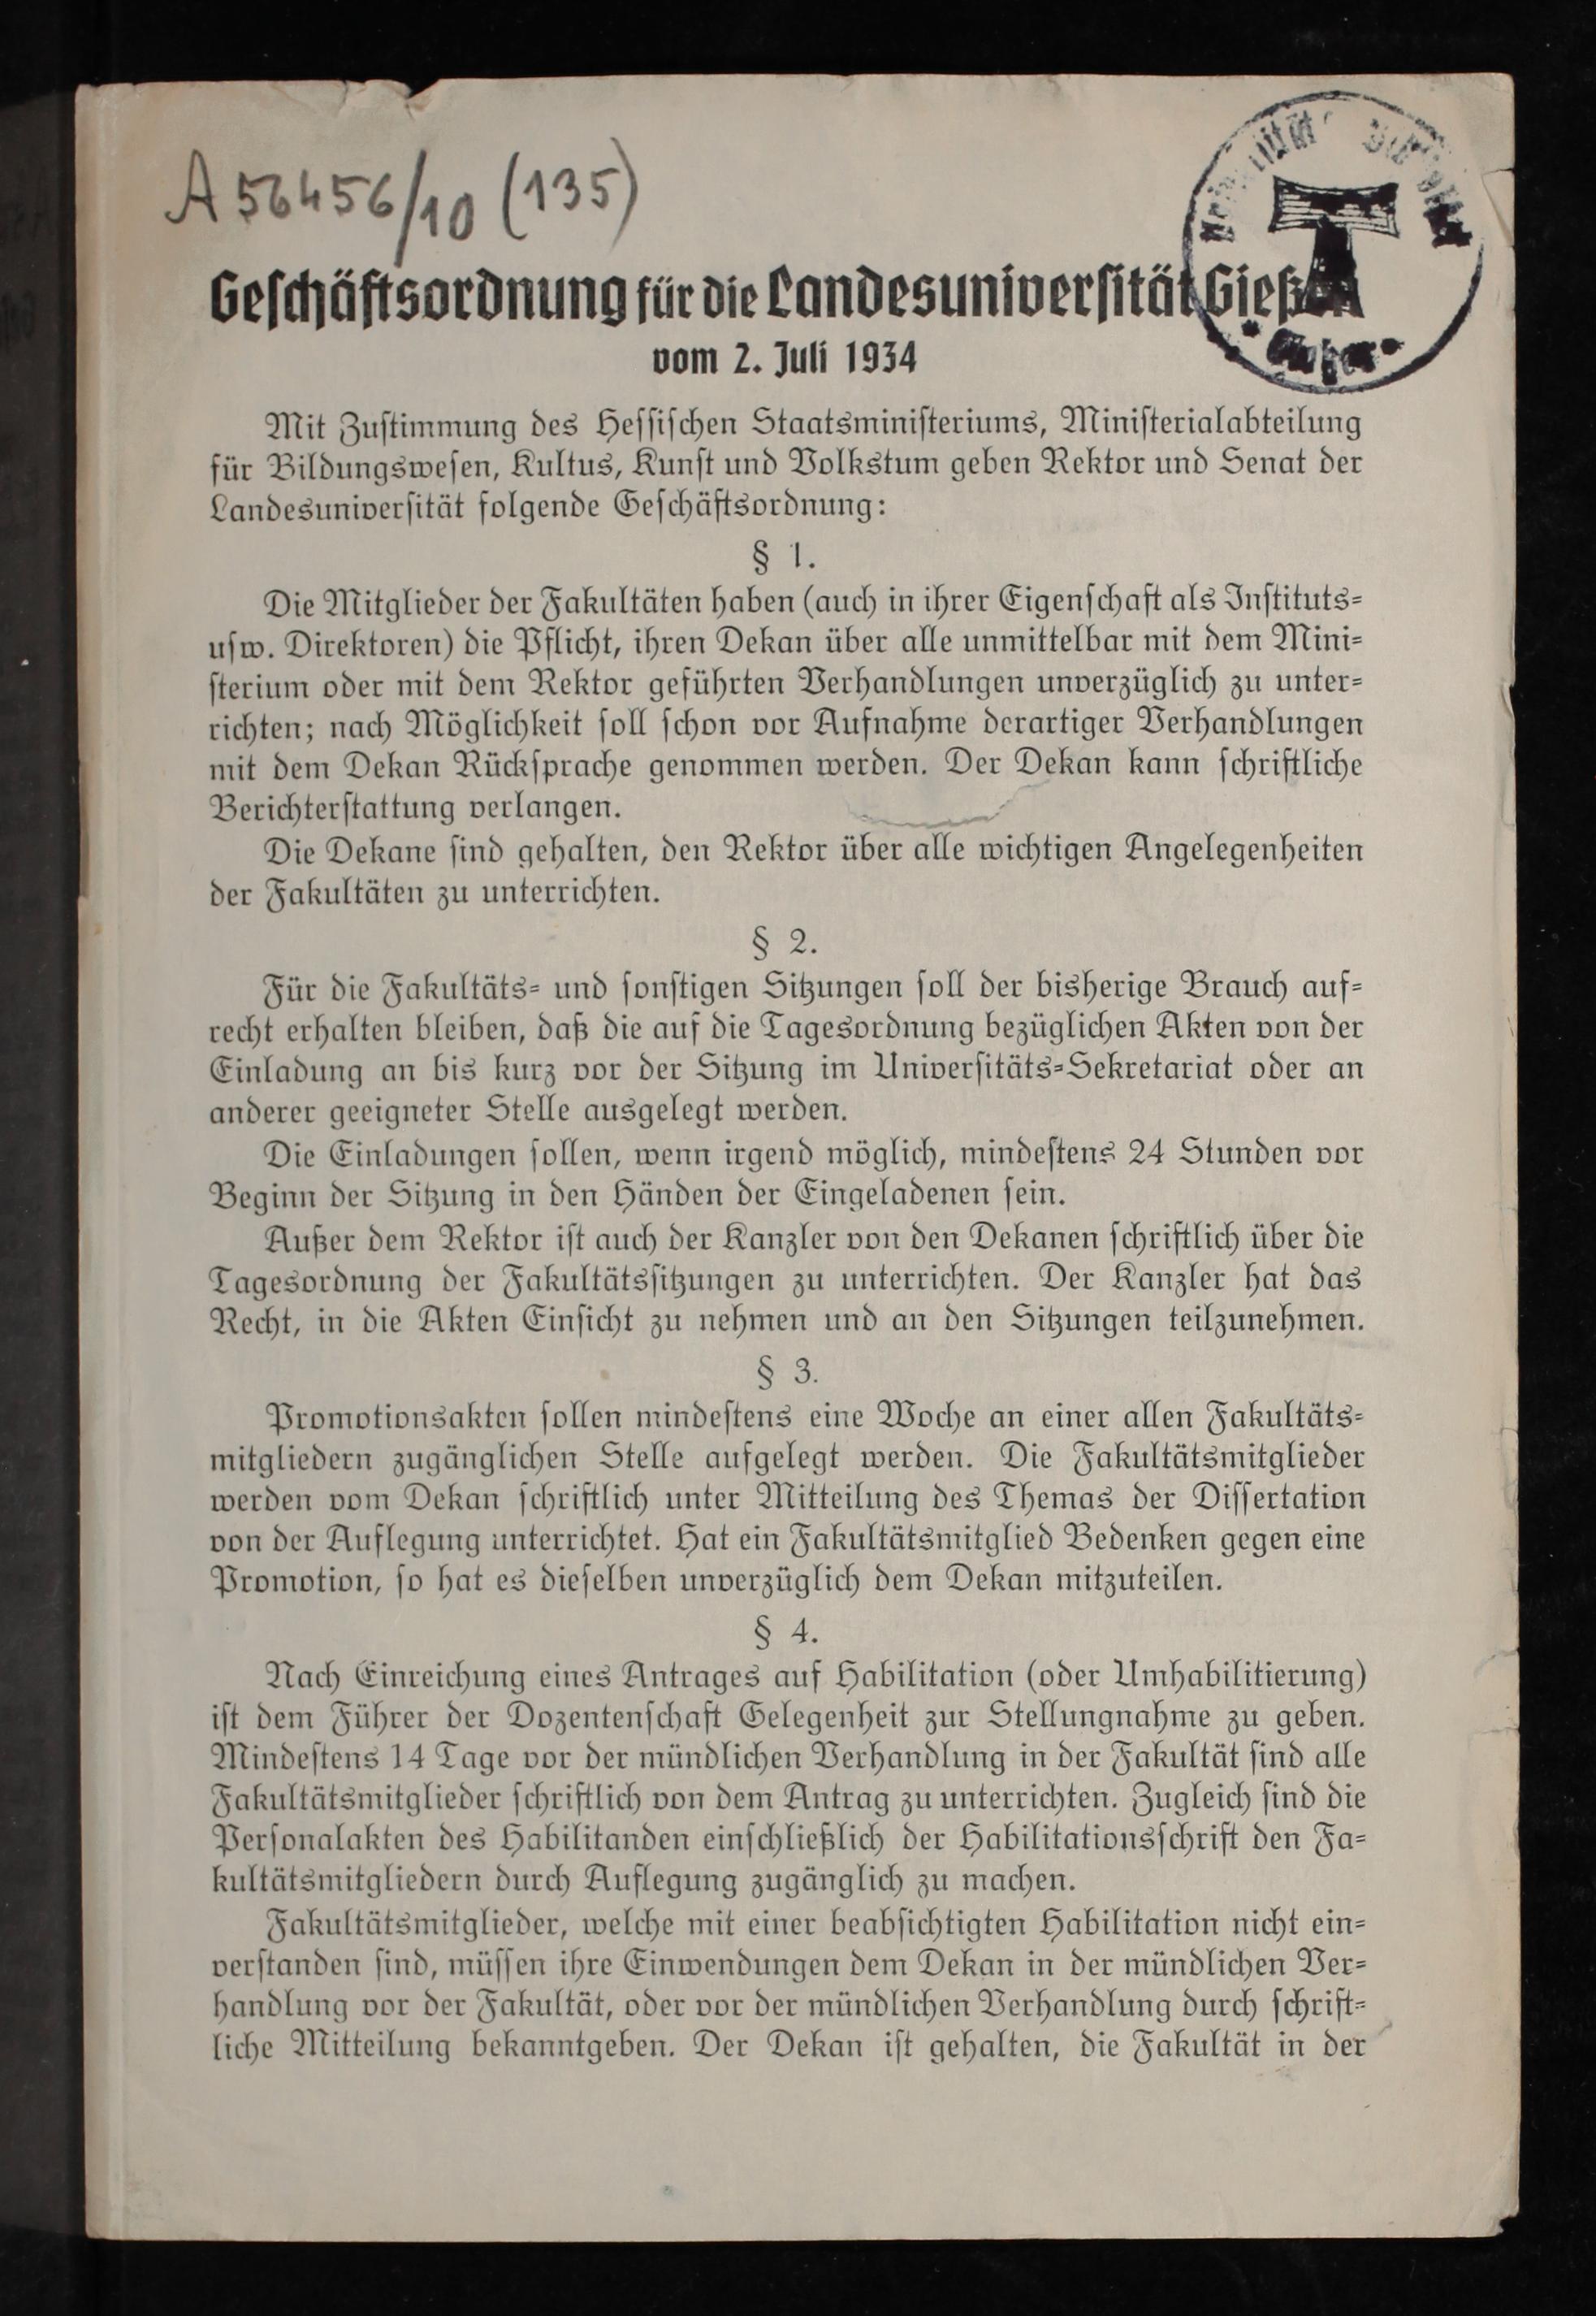 A 56456/10 (135)
Geſchäftsordnung für die Landesuniverſität Gießen
vom 2. Juli 1934
Mit Zuſtimmung des Heſſiſchen Staatsminiſteriums, Miniſterialabteilung
für Bildungsweſen, Kultus, Kunſt und Volkstum geben Rektor und Senat der
Landesuniverſität folgende Geſchäftsordnung:
§ 1.
Die Mitglieder der Fakultäten haben (auch in ihrer Eigenſchaft als Inſtituts-
uſw. Direktoren) die Pflicht, ihren Dekan über alle unmittelbar mit dem Mini-
ſterium oder mit dem Rektor geführten Verhandlungen unverzüglich zu unter-
richten; nach Möglichkeit ſoll ſchon vor Aufnahme derartiger Verhandlungen
mit dem Dekan Rückſprache genommen werden. Der Dekan kann ſchriftliche
Berichterſtattung verlangen.
Die Dekane ſind gehalten, den Rektor über alle wichtigen Angelegenheiten
der Fakultäten zu unterrichten.
§ 2.
Für die Fakultäts- und ſonſtigen Sitzungen ſoll der bisherige Brauch auf-
recht erhalten bleiben, daß die auf die Tagesordnung bezüglichen Akten von der
Einladung an bis kurz vor der Sitzung im Univerſitäts-Sekretariat oder an
anderer geeigneter Stelle ausgelegt werden.
Die Einladungen ſollen, wenn irgend möglich, mindeſtens 24 Stunden vor
Beginn der Sitzung in den Händen der Eingeladenen ſein.
Außer dem Rektor iſt auch der Kanzler von den Dekanen ſchriftlich über die
Tagesordnung der Fakultätsſitzungen zu unterrichten. Der Kanzler hat das
Recht, in die Akten Einſicht zu nehmen und an den Sitzungen teilzunehmen.
§ 3.
Promotionsakten ſollen mindeſtens eine Woche an einer allen Fakultäts-
mitgliedern zugänglichen Stelle aufgelegt werden. Die Fakultätsmitglieder
werden vom Dekan ſchriftlich unter Mitteilung des Themas der Diſſertation
von der Auflegung unterrichtet. Hat ein Fakultätsmitglied Bedenken gegen eine
Promotion, ſo hat es dieſelben unverzüglich dem Dekan mitzuteilen.
§ 4.
Nach Einreichung eines Antrages auf Habilitation (oder Umhabilitierung)
iſt dem Führer der Dozentenſchaft Gelegenheit zur Stellungnahme zu geben.
Mindeſtens 14 Tage vor der mündlichen Verhandlung in der Fakultät ſind alle
Fakultätsmitglieder ſchriftlich von dem Antrag zu unterrichten. Zugleich ſind die
Perſonalakten des Habilitanden einſchließlich der Habilitationsſchrift den Fa-
kultätsmitgliedern durch Auflegung zugänglich zu machen.
Fakultätsmitglieder, welche mit einer beabſichtigten Habilitation nicht ein-
verſtanden ſind, müſſen ihre Einwendungen dem Dekan in der mündlichen Ver-
handlung vor der Fakultät, oder vor der mündlichen Verhandlung durch ſchrift-
liche Mitteilung bekanntgeben. Der Dekan iſt gehalten, die Fakultät in der